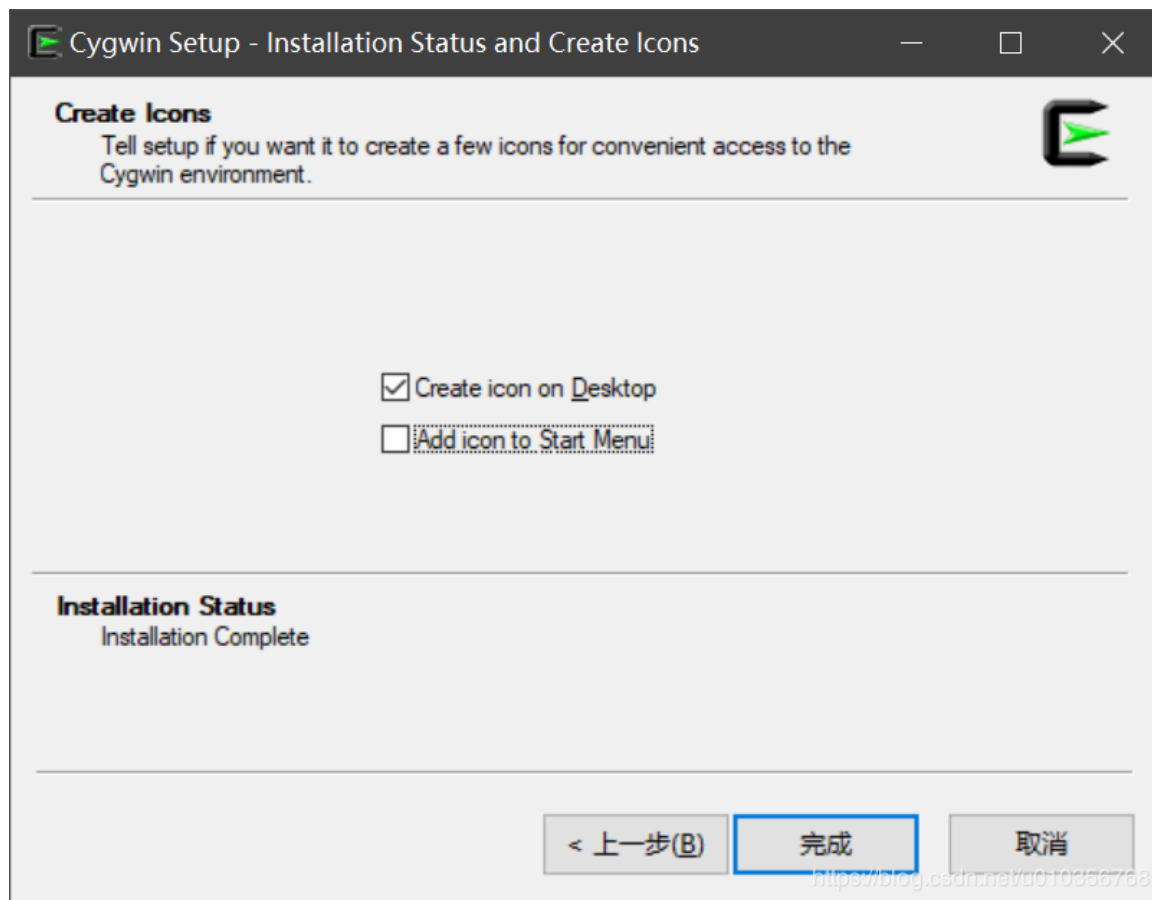 Cygwin Setup - Installation Status and Create Icons
Create Icons
Tell setup if you want it to create a few icons for convenient access to the
Cygwin environment.
Create icon on Desktop
Add icon to Start Menu
Installation Status
Installation Complete
< 上一步(B)
完成
取消
https://blog.csdn.net/u010356768